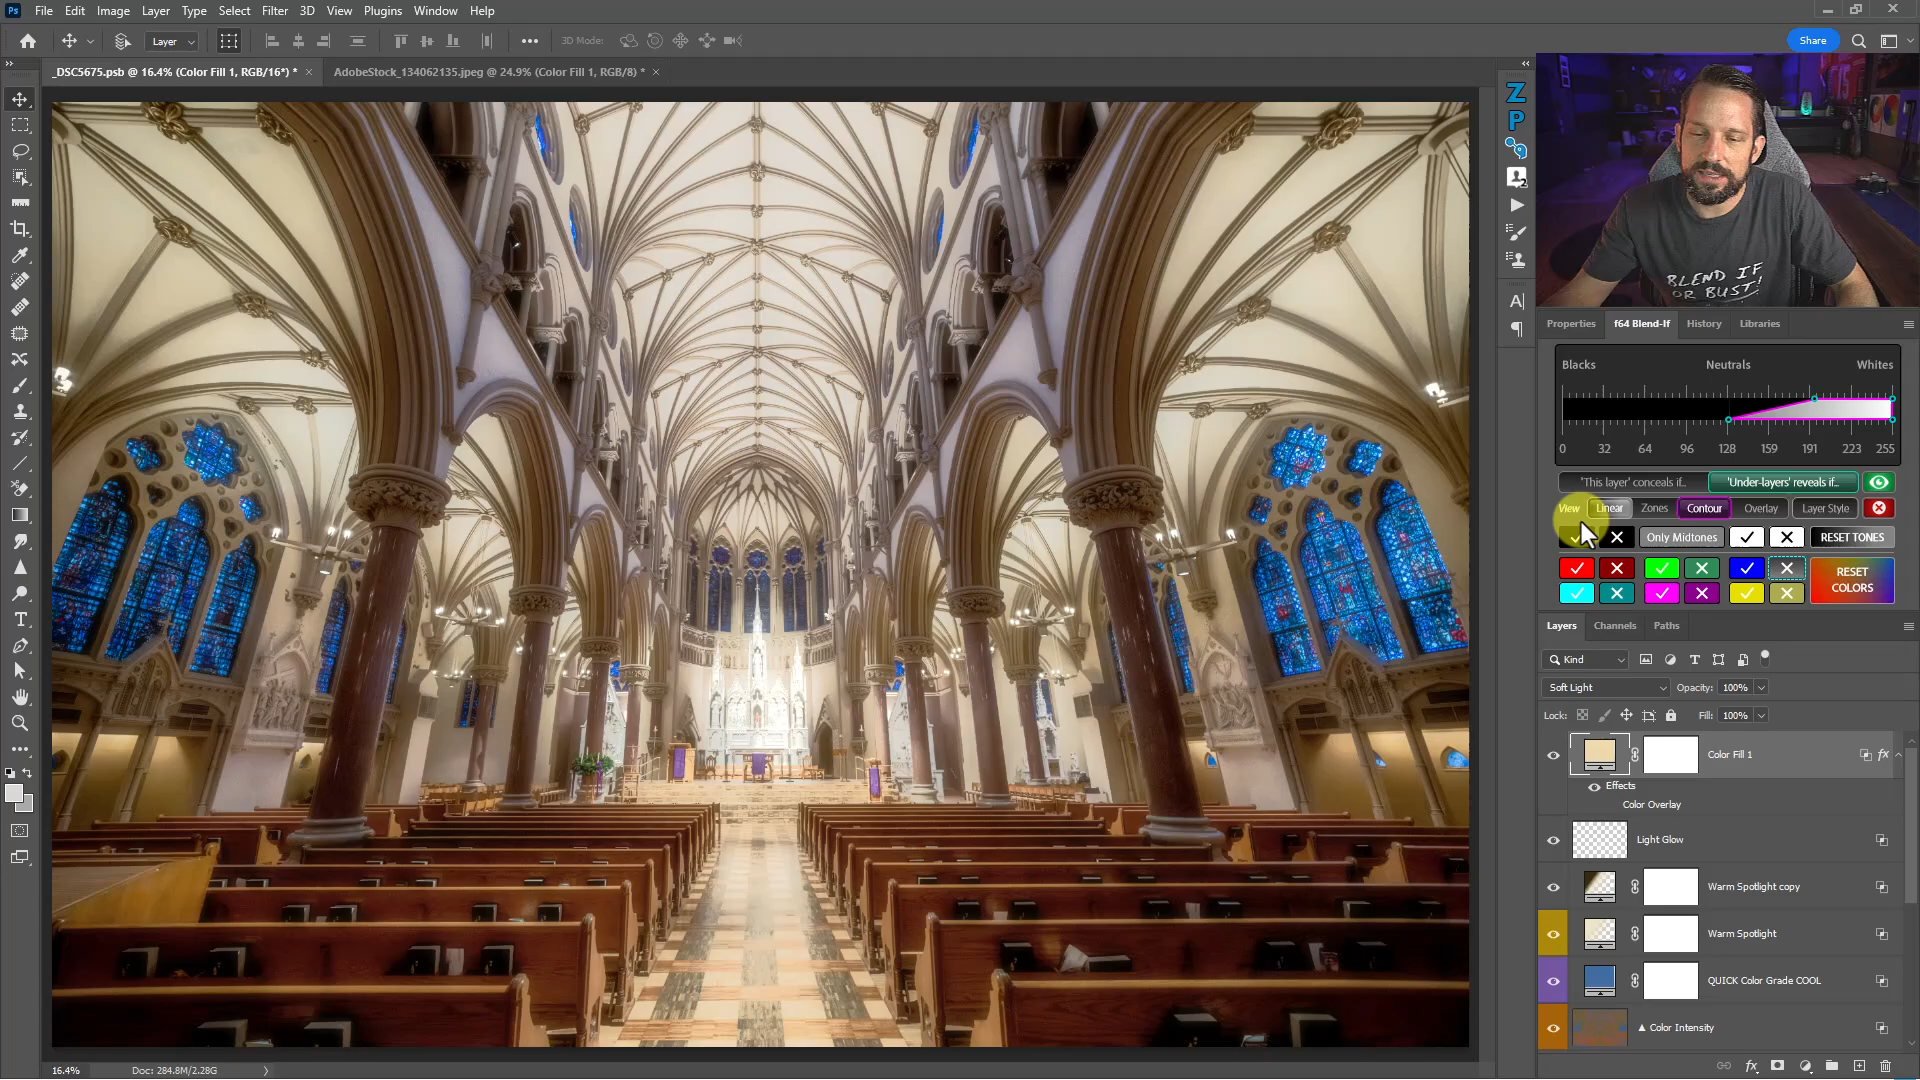 Ps File Edit Image Layer Type Select Filter 3D View Plugins Window Help
Layer 3D Mode: Share
_DSC5675.psb @ 16.4% (Color Fill 1, RGB/16*) * × AdobeStock_134062135.jpeg @ 24.9% (Color Fill 1, RGB/8) * ×
Z
P
BLEND IF
OR BUST!
A|
Properties f64 Blend-If History Libraries
Blacks Neutrals Whites
0 32 64 96 128 159 191 223 255
'This layer' conceals if... 'Under-layers' reveals if...
View Linear Zones Contour Overlay Layer Style
Only Midtones RESET TONES
RESET
COLORS
Layers Channels Paths
Kind
Soft Light Opacity: 100%
Lock: Fill: 100%
Color Fill 1 fx
Effects
Color Overlay
Light Glow
Warm Spotlight copy
Warm Spotlight
QUICK Color Grade COOL
▲ Color Intensity
16.4% Doc: 284.8M/2.28G
fx